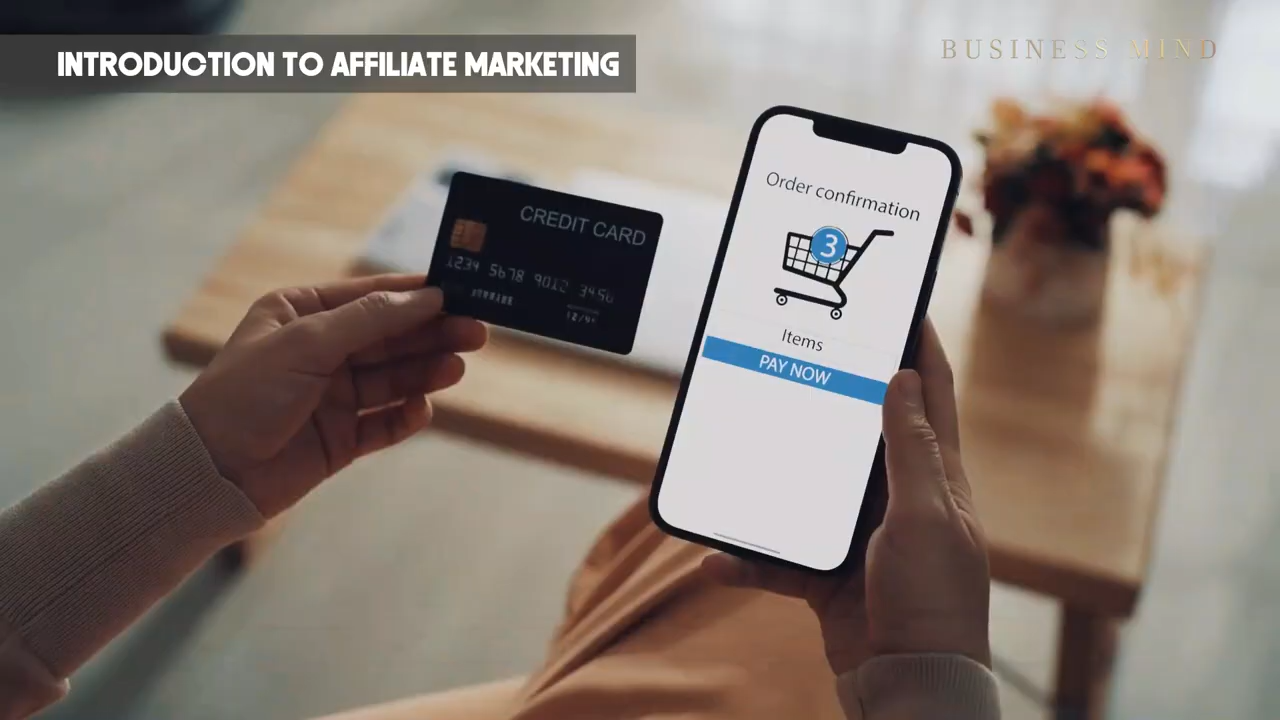 INTRODUCTION TO AFFILIATE MARKETING
BUSINESS MIND
CREDIT CARD
1234 5678 9012 3456
Order confirmation
3
Items
PAY NOW